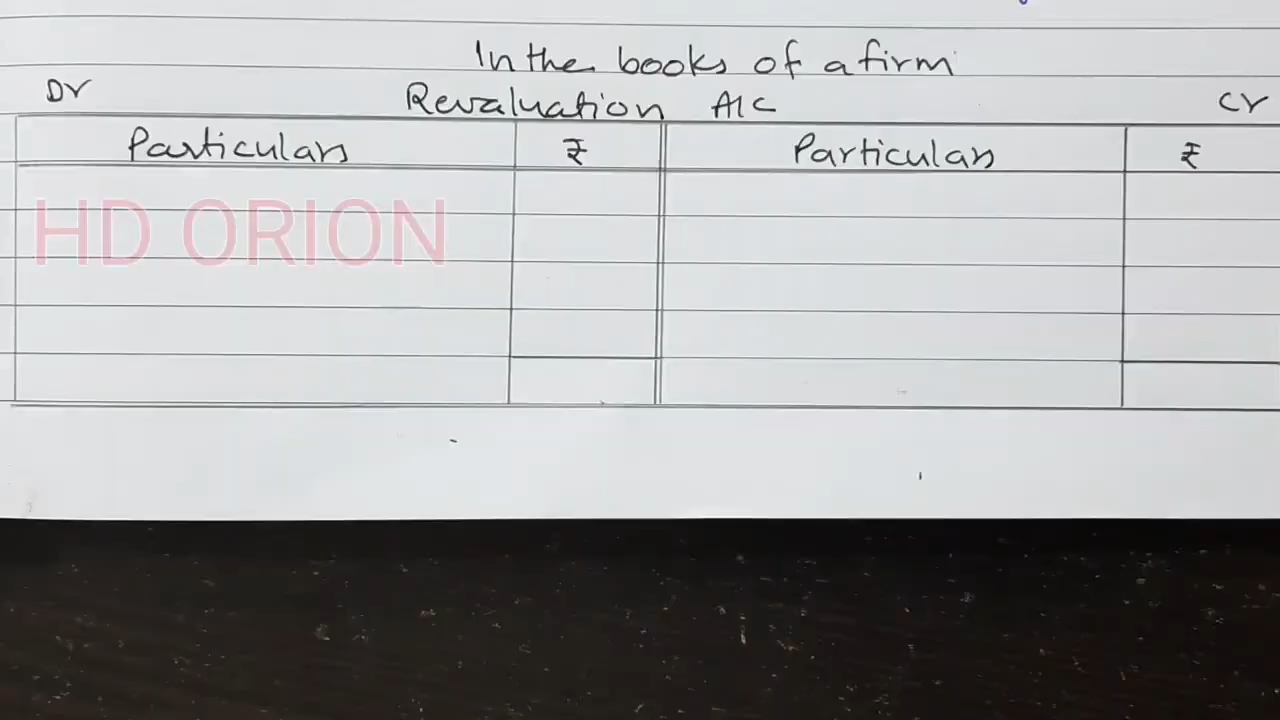 In the books of a firm
Dr Revaluation A/C Cr
Particulars ₹ Particulars ₹
HD ORION